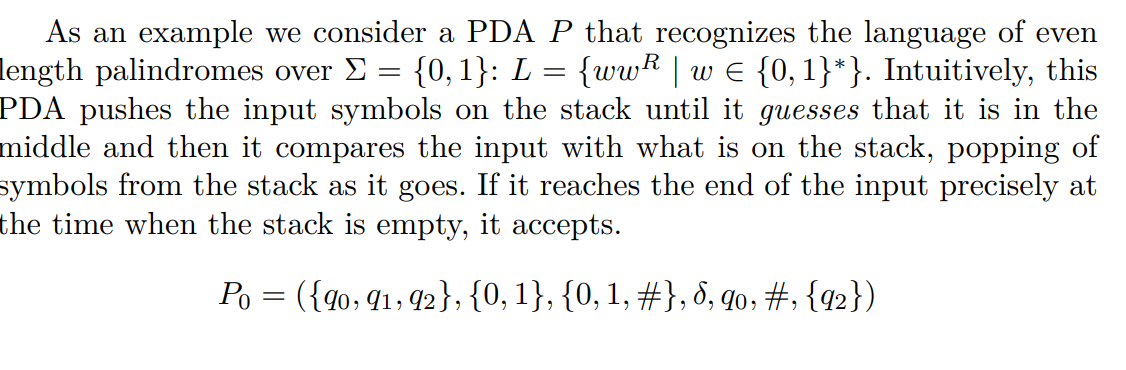 As an example we consider a PDA P that recognizes the language of even
length palindromes over Σ = {0, 1}: L = {ww^R | w ∈ {0, 1}*}. Intuitively, this
PDA pushes the input symbols on the stack until it guesses that it is in the
middle and then it compares the input with what is on the stack, popping of
symbols from the stack as it goes. If it reaches the end of the input precisely at
the time when the stack is empty, it accepts.
P₀ = ({q₀, q₁, q₂}, {0, 1}, {0, 1, #}, δ, q₀, #, {q₂})